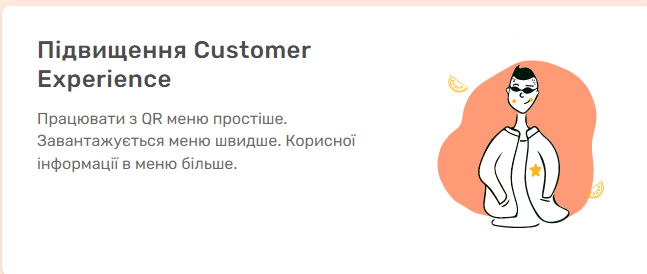 Підвищення Customer
Experience
Працювати з QR меню простіше.
Завантажується меню швидше. Корисної
інформації в меню більше.